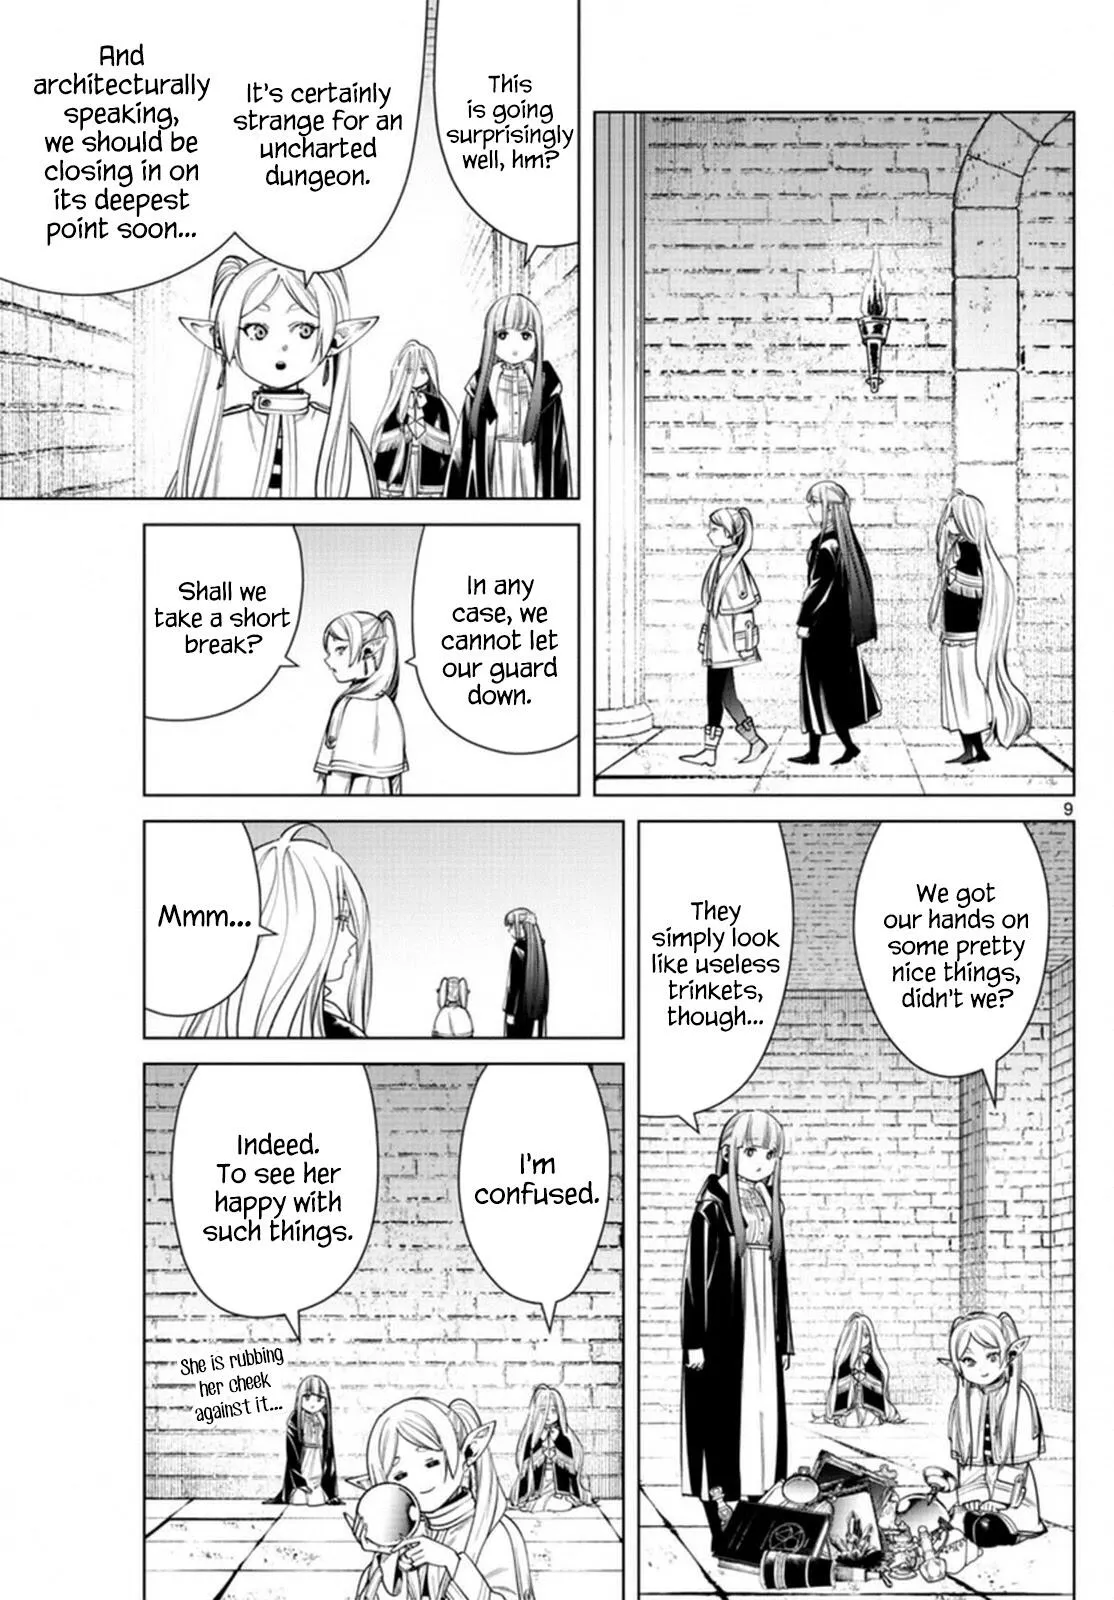 This
is going
surprisingly
well, hm?
It's certainly
strange for an
uncharted
dungeon.
And
architecturally
speaking,
we should be
closing in on
its deepest
point soon...
In any
case, we
cannot let
our guard
down.
Shall we
take a short
break?
9
We got
our hands on
some pretty
nice things,
didn't we?
They
simply look
like useless
trinkets,
though...
Mmm...
I'm
confused.
Indeed.
To see her
happy with
such things.
She is rubbing
her cheek
against it...